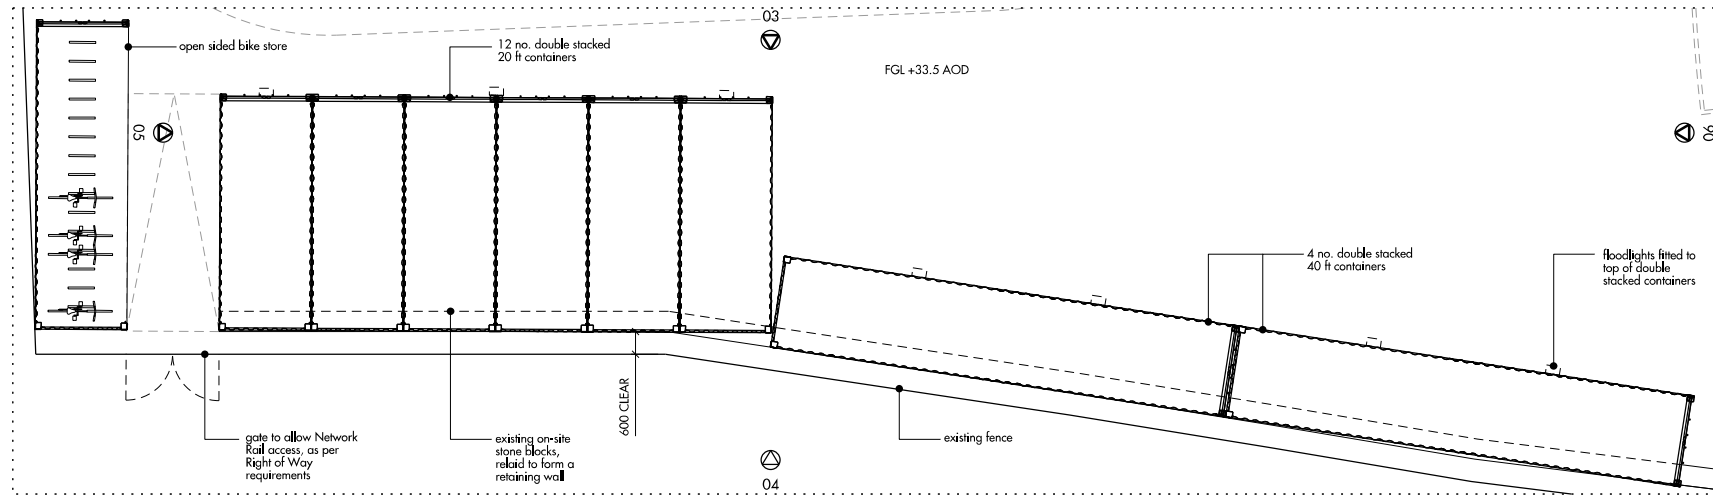 03
open sided bike store
12 no. double stacked
20 ft containers
FGL +33.5 AOD
05
06
4 no. double stacked
40 ft containers
floodlights fitted to
top of double
stacked containers
600 CLEAR
gate to allow Network
Rail access, as per
Right of Way
requirements
existing on-site
stone blocks,
relaid to form a
retaining wall
existing fence
04